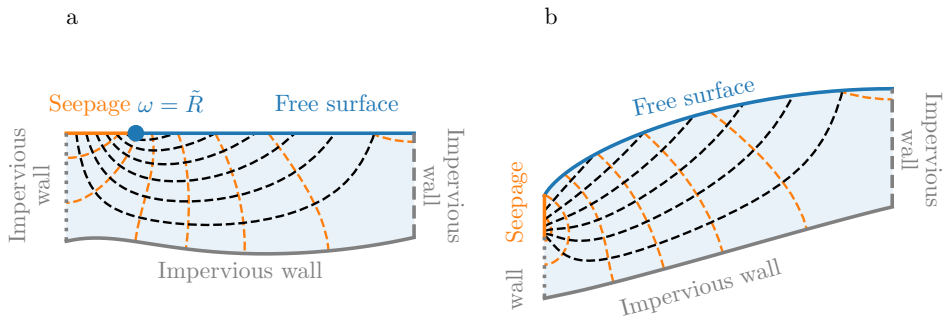 a
b
Seepage ω = R̃
Free surface
Impervious
wall
Impervious
wall
Impervious wall
Free surface
Seepage
wall
Impervious wall
Impervious
wall